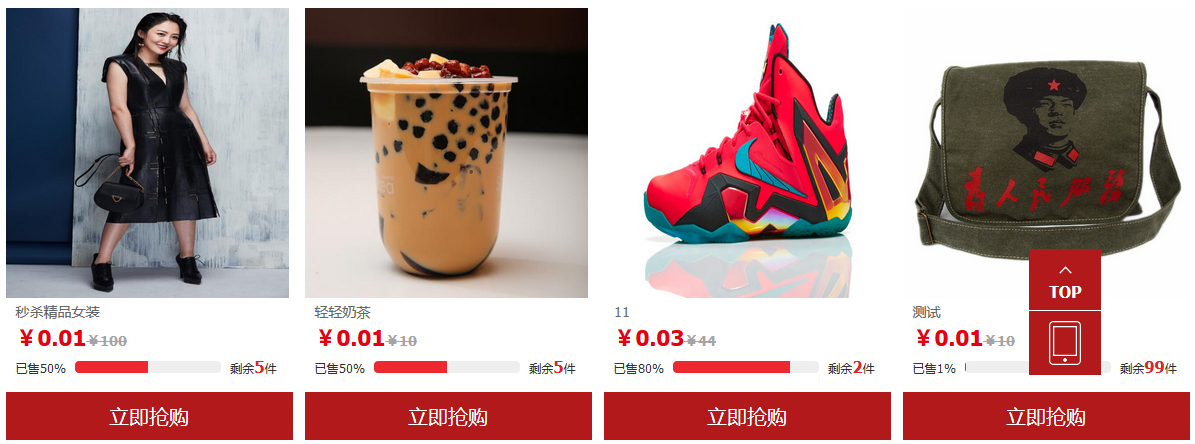 为人民服务
秒杀精品女装
轻轻奶茶
11
测试
￥0.01 ¥100
￥0.01 ¥10
￥0.03 ¥44
￥0.01 ¥10
TOP
已售50% 剩余5件
已售50% 剩余5件
已售80% 剩余2件
已售1% 剩余99件
立即抢购
立即抢购
立即抢购
立即抢购